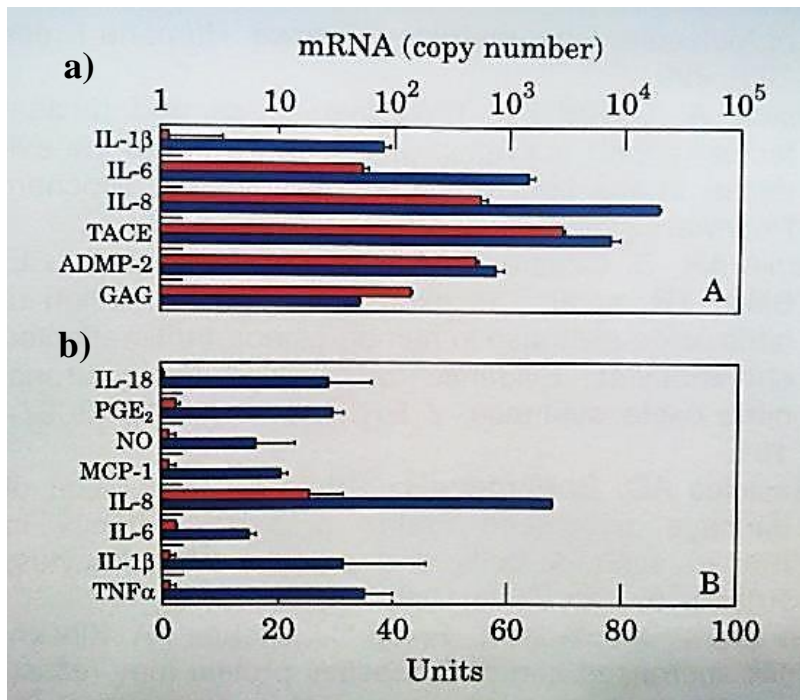 a)
mRNA (copy number)
1 10 10² 10³ 10⁴ 10⁵
IL-1β
IL-6
IL-8
TACE
ADMP-2
GAG
A
b)
IL-18
PGE₂
NO
MCP-1
IL-8
IL-6
IL-1β
TNFα
B
0 20 40 60 80 100
Units